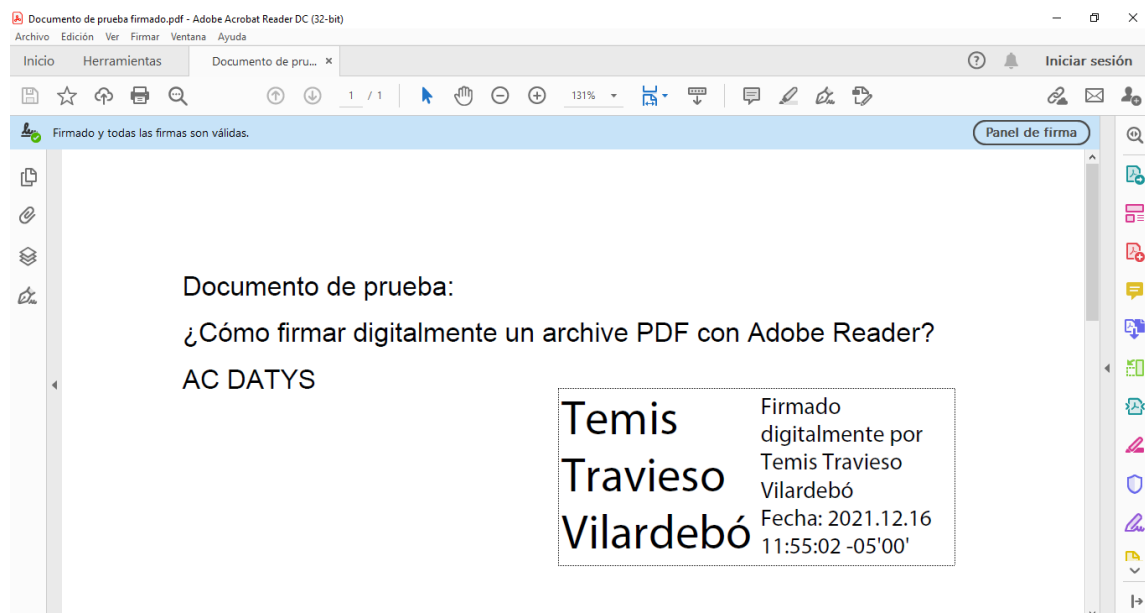 Documento de prueba firmado.pdf - Adobe Acrobat Reader DC (32-bit)
Archivo Edición Ver Firmar Ventana Ayuda
Inicio Herramientas Documento de pru... × Iniciar sesión
1 / 1 131%
Firmado y todas las firmas son válidas. Panel de firma
Documento de prueba:
¿Cómo firmar digitalmente un archive PDF con Adobe Reader?
AC DATYS
Temis
Travieso
Vilardebó
Firmado
digitalmente por
Temis Travieso
Vilardebó
Fecha: 2021.12.16
11:55:02 -05'00'